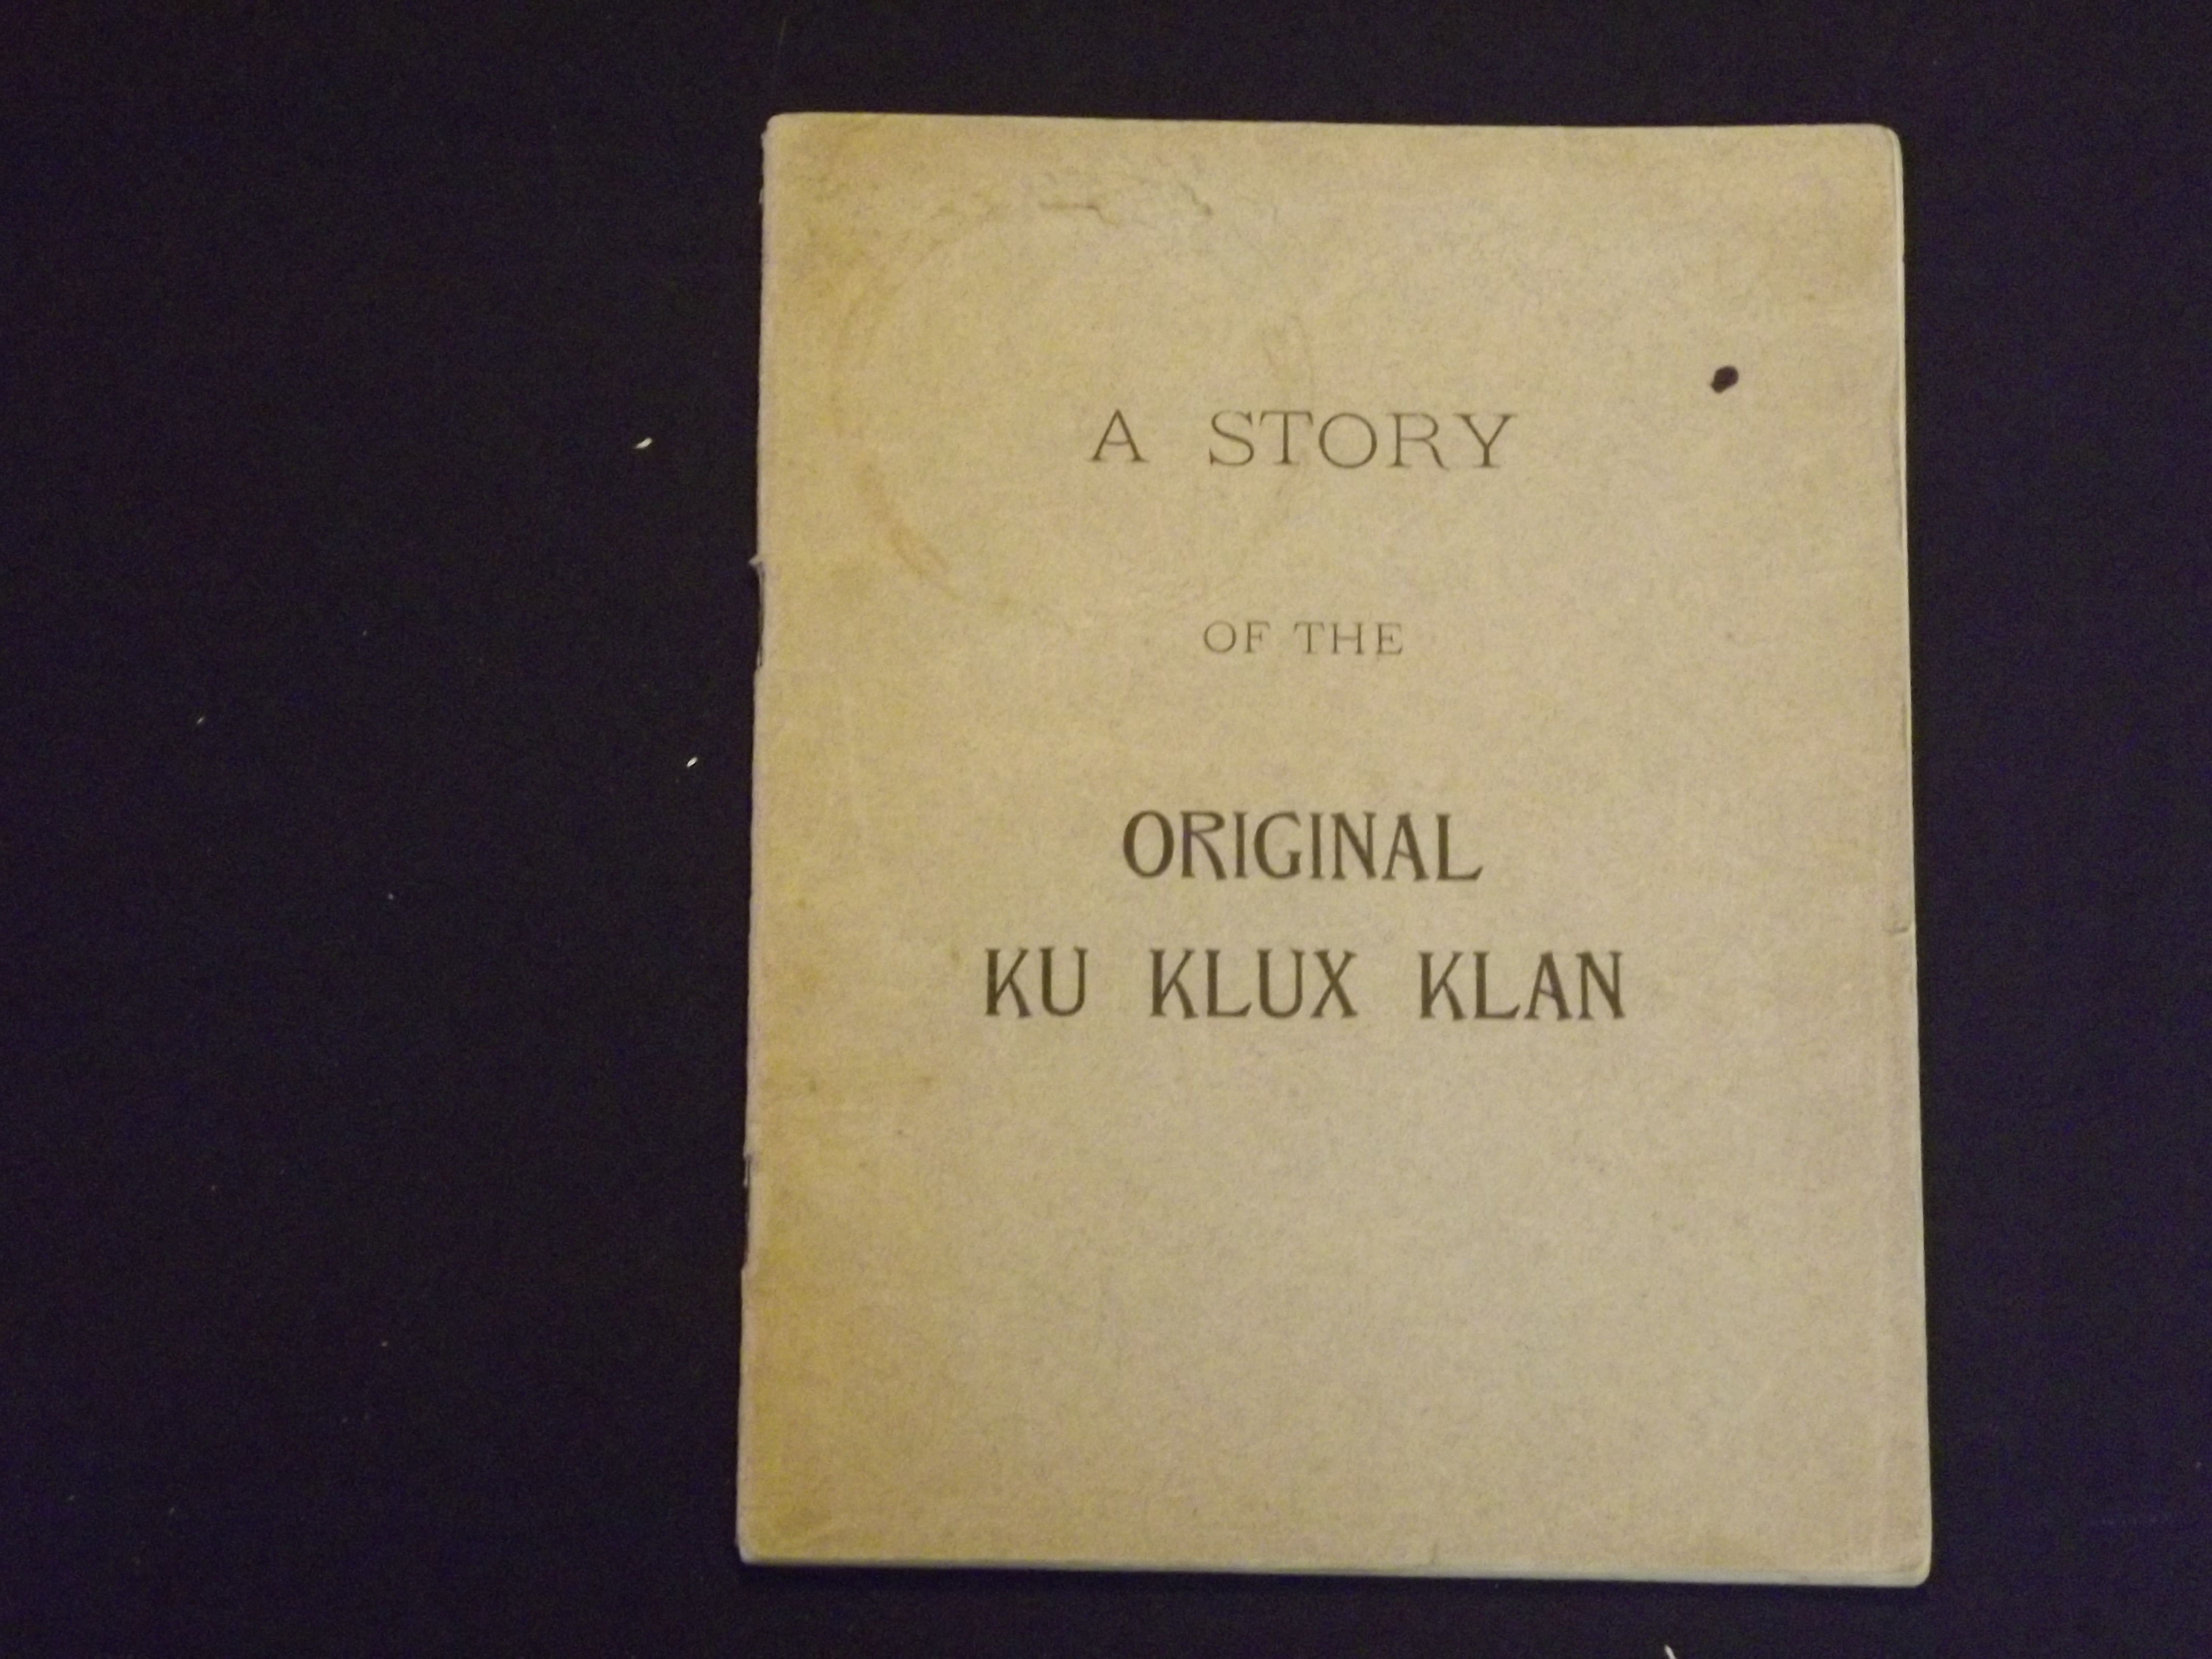 A STORY
OF THE
ORIGINAL
KU KLUX KLAN